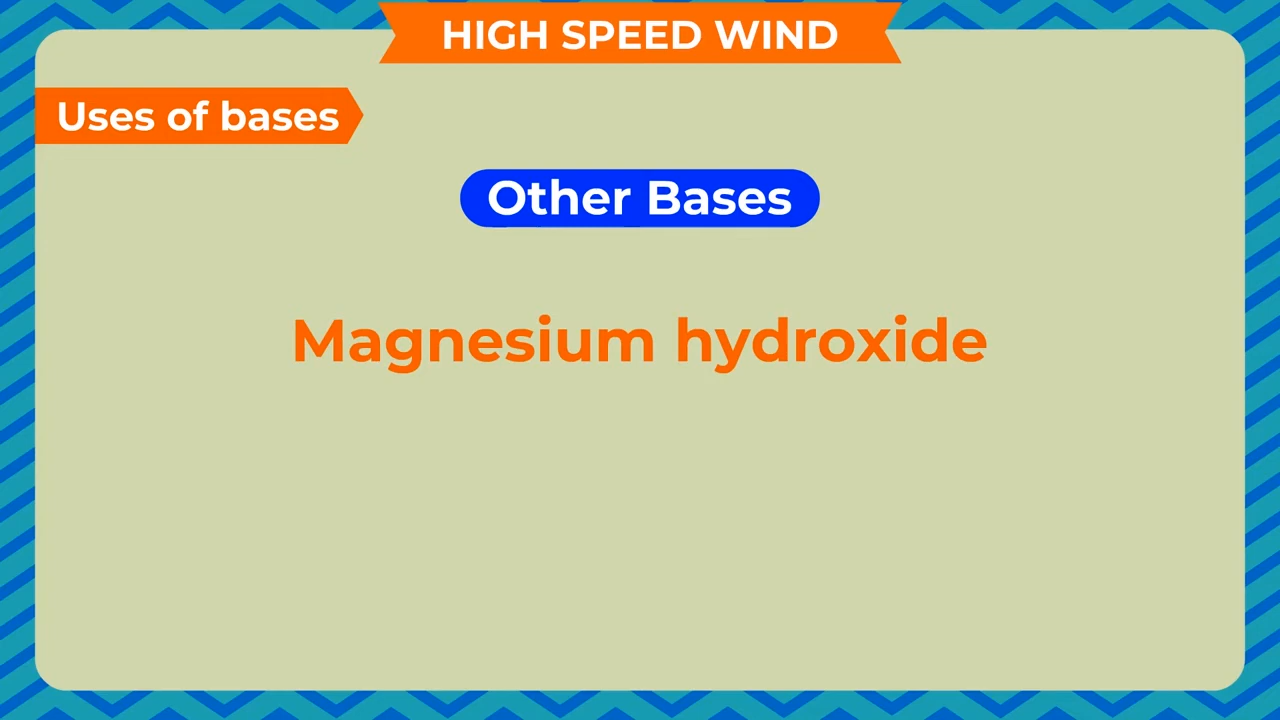 HIGH SPEED WIND
Uses of bases
Other Bases
Magnesium hydroxide